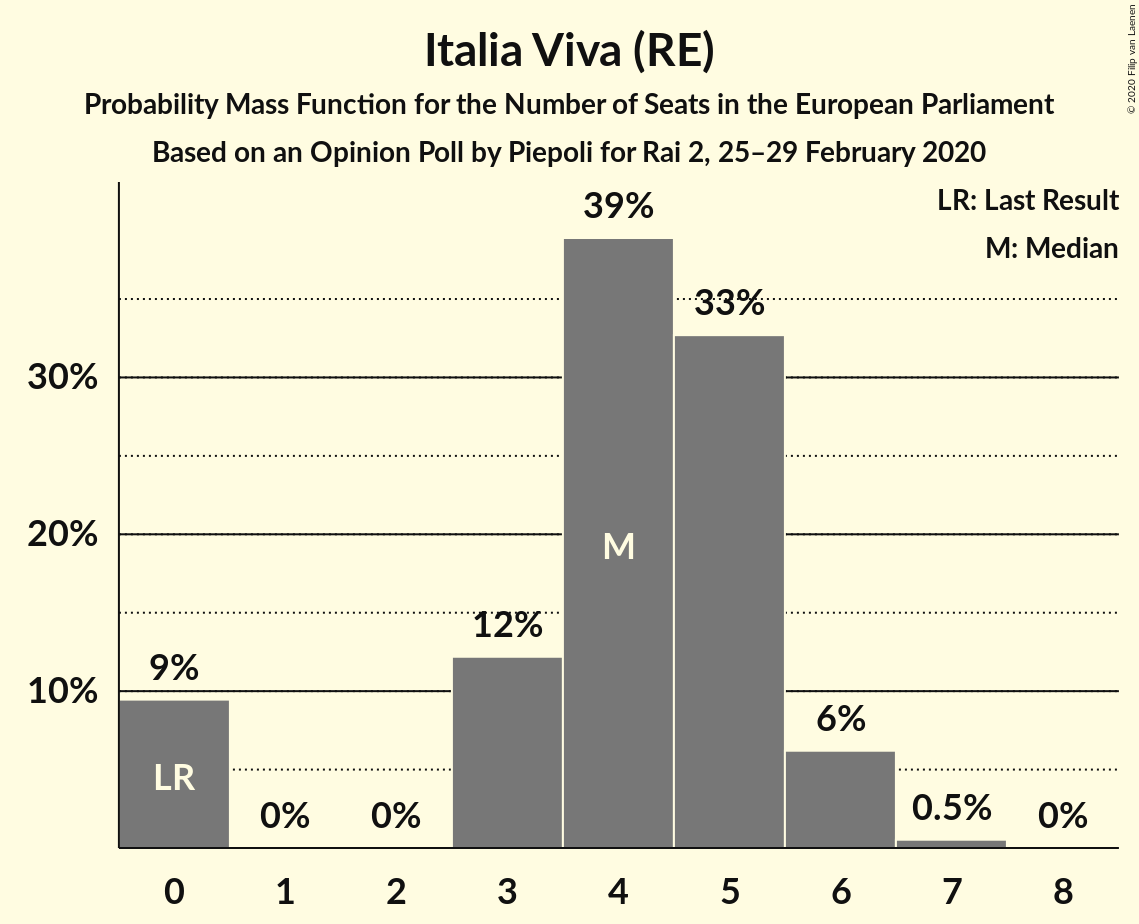 Italia Viva (RE)
Probability Mass Function for the Number of Seats in the European Parliament
Based on an Opinion Poll by Piepoli for Rai 2, 25–29 February 2020
© 2020 Filip van Laenen
LR: Last Result
M: Median
39%
33%
30%
20%
M
12%
9%
10%
6%
LR
0%
0%
0.5%
0%
0 1 2 3 4 5 6 7 8